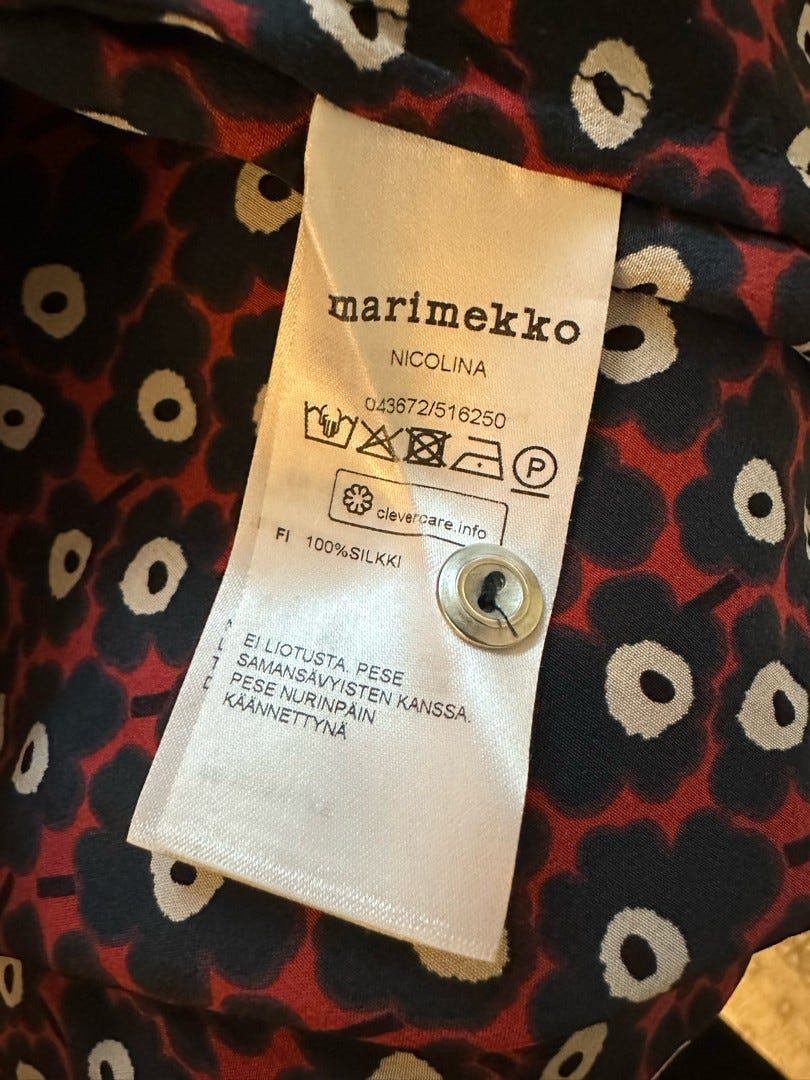 marimekko
NICOLINA
043672/516250
P
clevercare.info
FI 100%SILKKI
EI LIOTUSTA. PESE
SAMANSÄVYISTEN KANSSA.
PESE NURINPÄIN
KÄÄNNETTYNÄ